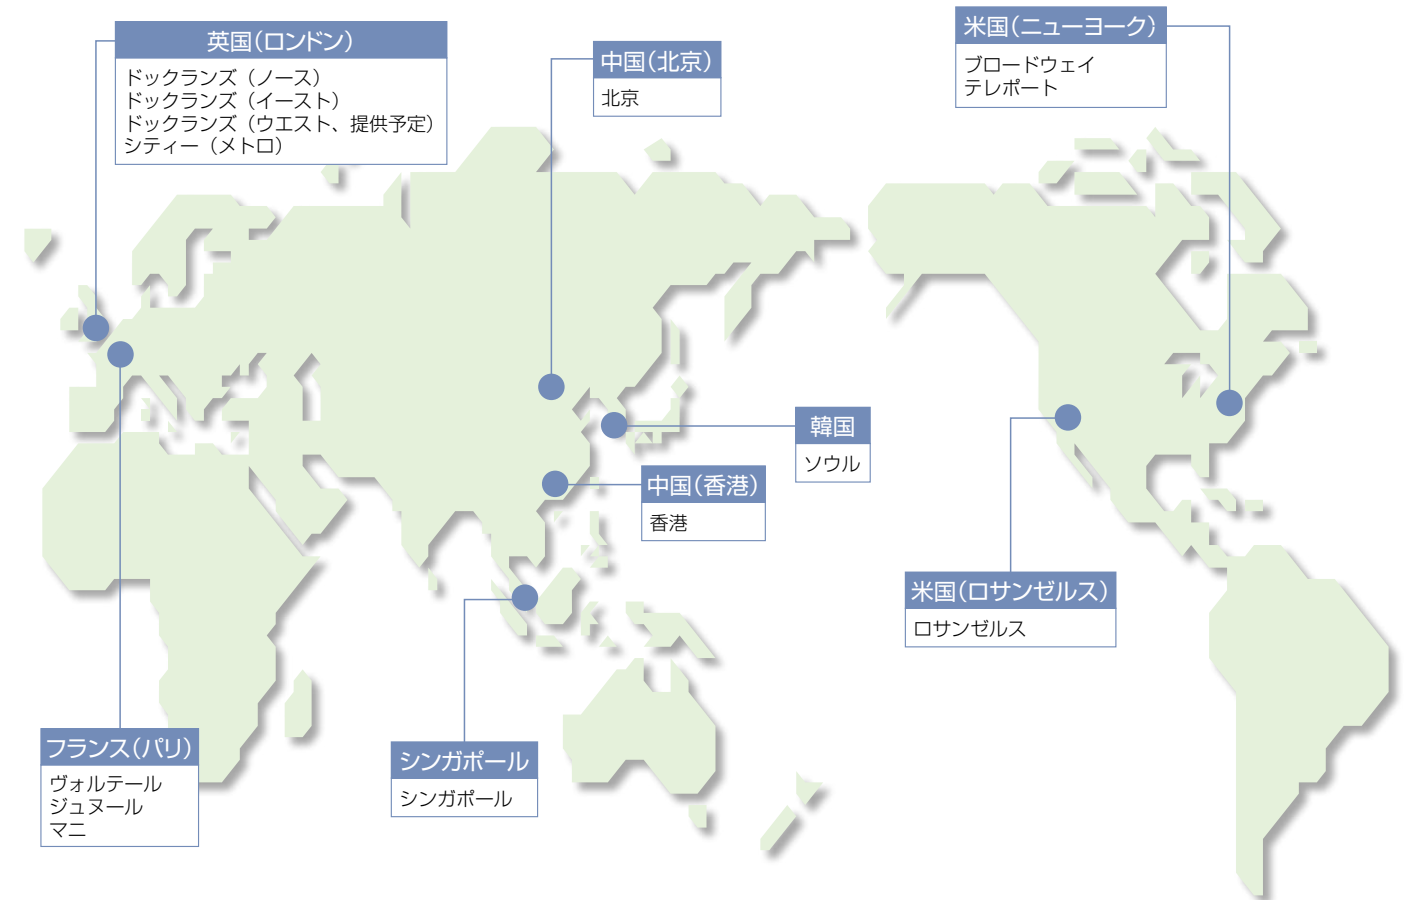 英国(ロンドン)
ドックランズ(ノース)
ドックランズ(イースト)
ドックランズ(ウエスト、提供予定)
シティー(メトロ)
中国(北京)
北京
米国(ニューヨーク)
ブロードウェイ
テレポート
韓国
ソウル
中国(香港)
香港
米国(ロサンゼルス)
ロサンゼルス
フランス(パリ)
ヴォルテール
ジュヌール
マニ
シンガポール
シンガポール